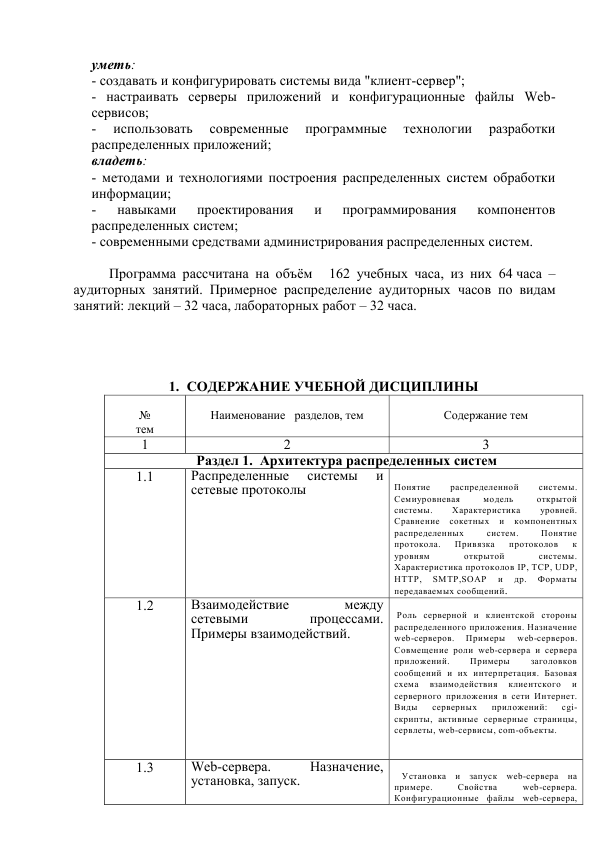 уметь:
- создавать и конфигурировать системы вида "клиент-сервер";
- настраивать серверы приложений и конфигурационные файлы Web-
сервисов;
- использовать современные программные технологии разработки
распределенных приложений;
владеть:
- методами и технологиями построения распределенных систем обработки
информации;
- навыками проектирования и программирования компонентов
распределенных систем;
- современными средствами администрирования распределенных систем.
Программа рассчитана на объём 162 учебных часа, из них 64 часа –
аудиторных занятий. Примерное распределение аудиторных часов по видам
занятий: лекций – 32 часа, лабораторных работ – 32 часа.
1. СОДЕРЖАНИЕ УЧЕБНОЙ ДИСЦИПЛИНЫ
№
тем
Наименование разделов, тем
Содержание тем
1
2
3
Раздел 1. Архитектура распределенных систем
1.1
Распределенные системы и
сетевые протоколы
Понятие распределенной системы.
Семиуровневая модель открытой
системы. Характеристика уровней.
Сравнение сокетных и компонентных
распределенных систем. Понятие
протокола. Привязка протоколов к
уровням открытой системы.
Характеристика протоколов IP, TCP, UDP,
HTTP, SMTP,SOAP и др. Форматы
передаваемых сообщений.
1.2
Взаимодействие между
сетевыми процессами.
Примеры взаимодействий.
Роль серверной и клиентской стороны
распределенного приложения. Назначение
web-серверов. Примеры web-серверов.
Совмещение роли web-сервера и сервера
приложений. Примеры заголовков
сообщений и их интерпретация. Базовая
схема взаимодействия клиентского и
серверного приложения в сети Интернет.
Виды серверных приложений: cgi-
скрипты, активные серверные страницы,
сервлеты, web-сервисы, com-объекты.
1.3
Web-сервера. Назначение,
установка, запуск.
Установка и запуск web-сервера на
примере. Свойства web-сервера.
Конфигурационные файлы web-сервера,